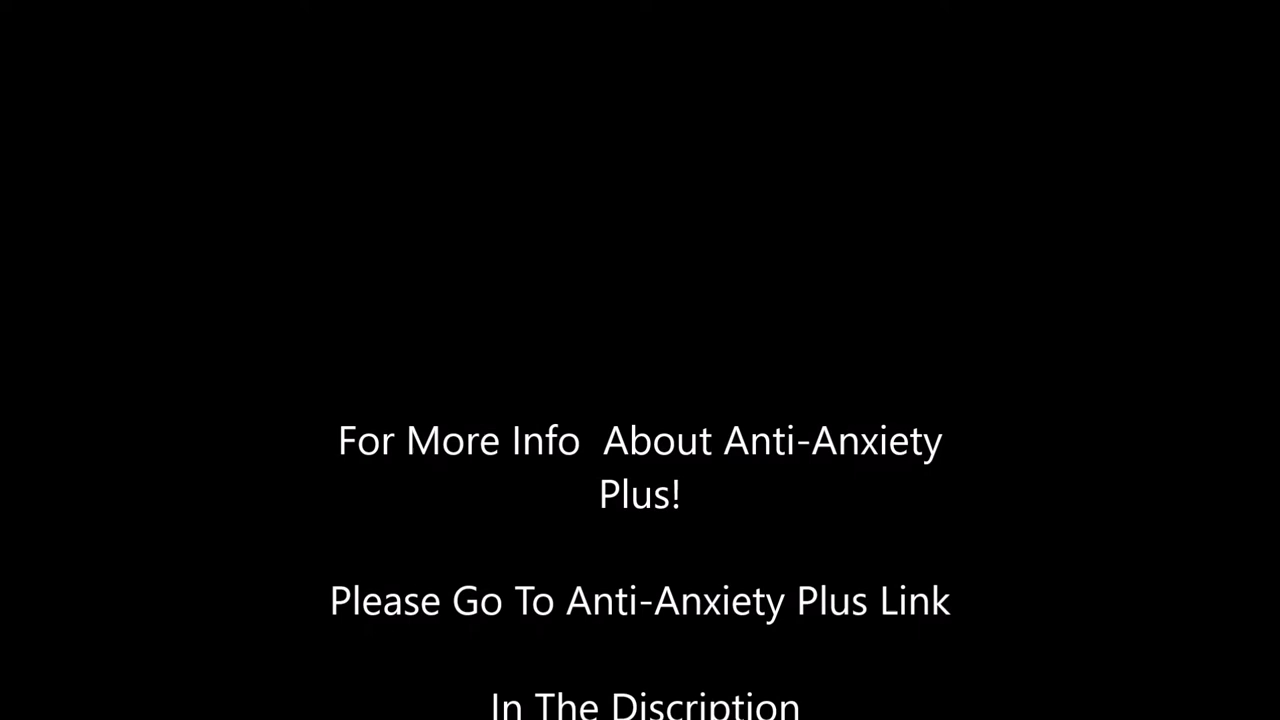 For More Info  About Anti-Anxiety
Plus!
Please Go To Anti-Anxiety Plus Link
In The Discription